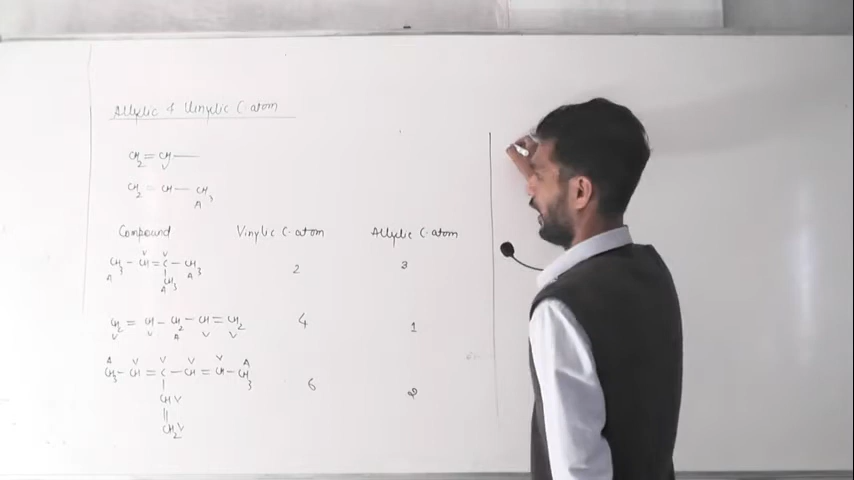 Allylic & Vinylic C-atom
CH2=CH—
CH2=CH—CH3
A
Compound Vinylic C-atom Allylic C-atom
V V
CH3-CH=C-CH3 2 3
A A
CH3
A
CH2=CH-CH2-CH=CH2 4 1
V V A V V
A V V V V A
CH3-CH=C-CH=CH-CH3 6 2
CH V
||
CH2 V